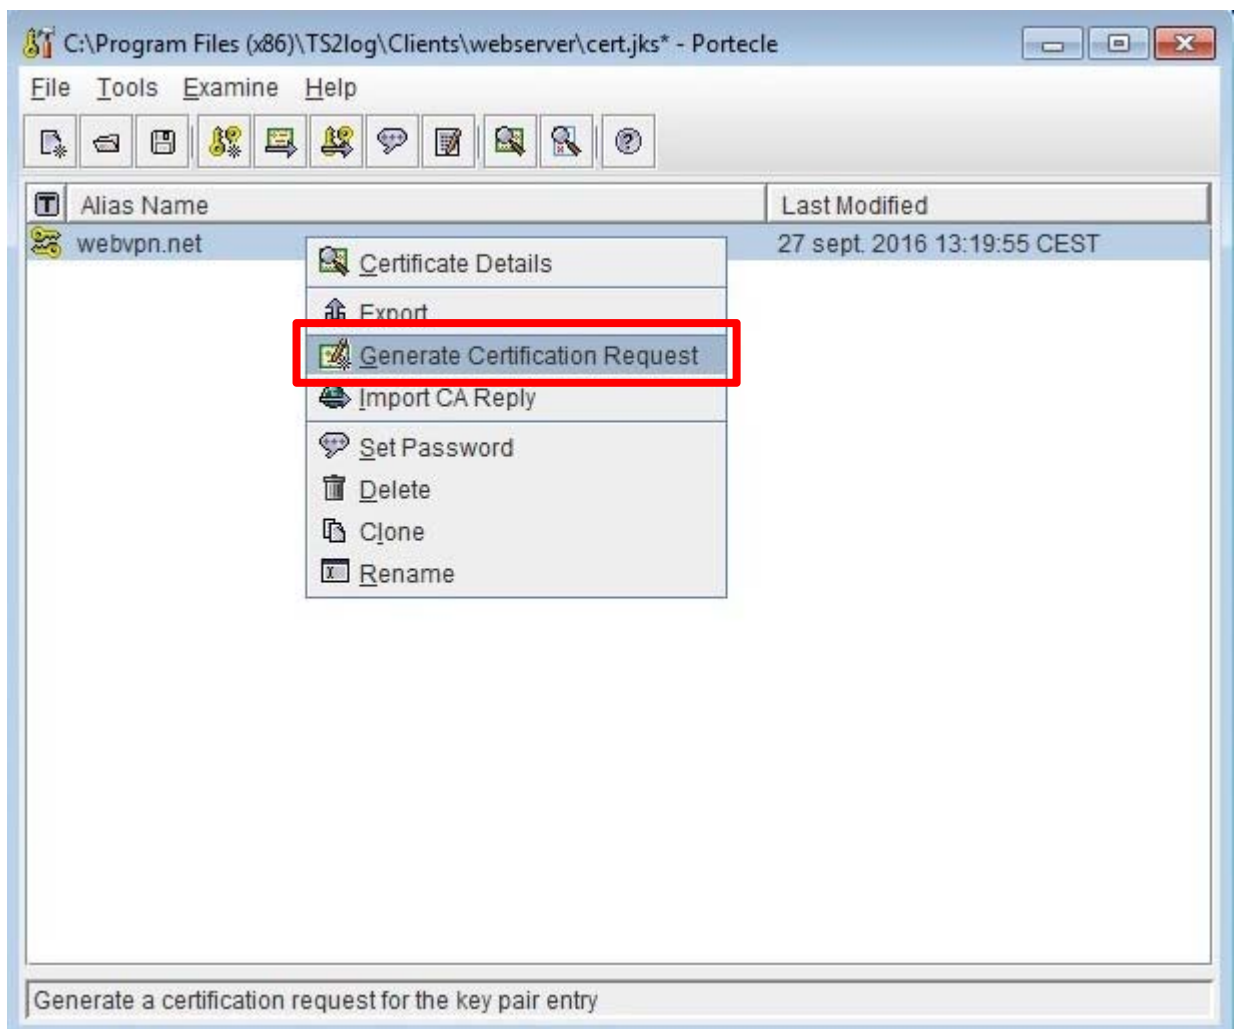 C:\Program Files (x86)\TS2log\Clients\webserver\cert.jks* - Portecle
File Tools Examine Help
T Alias Name Last Modified
webvpn.net 27 sept. 2016 13:19:55 CEST
Certificate Details
Export
Generate Certification Request
Import CA Reply
Set Password
Delete
Clone
Rename
Generate a certification request for the key pair entry